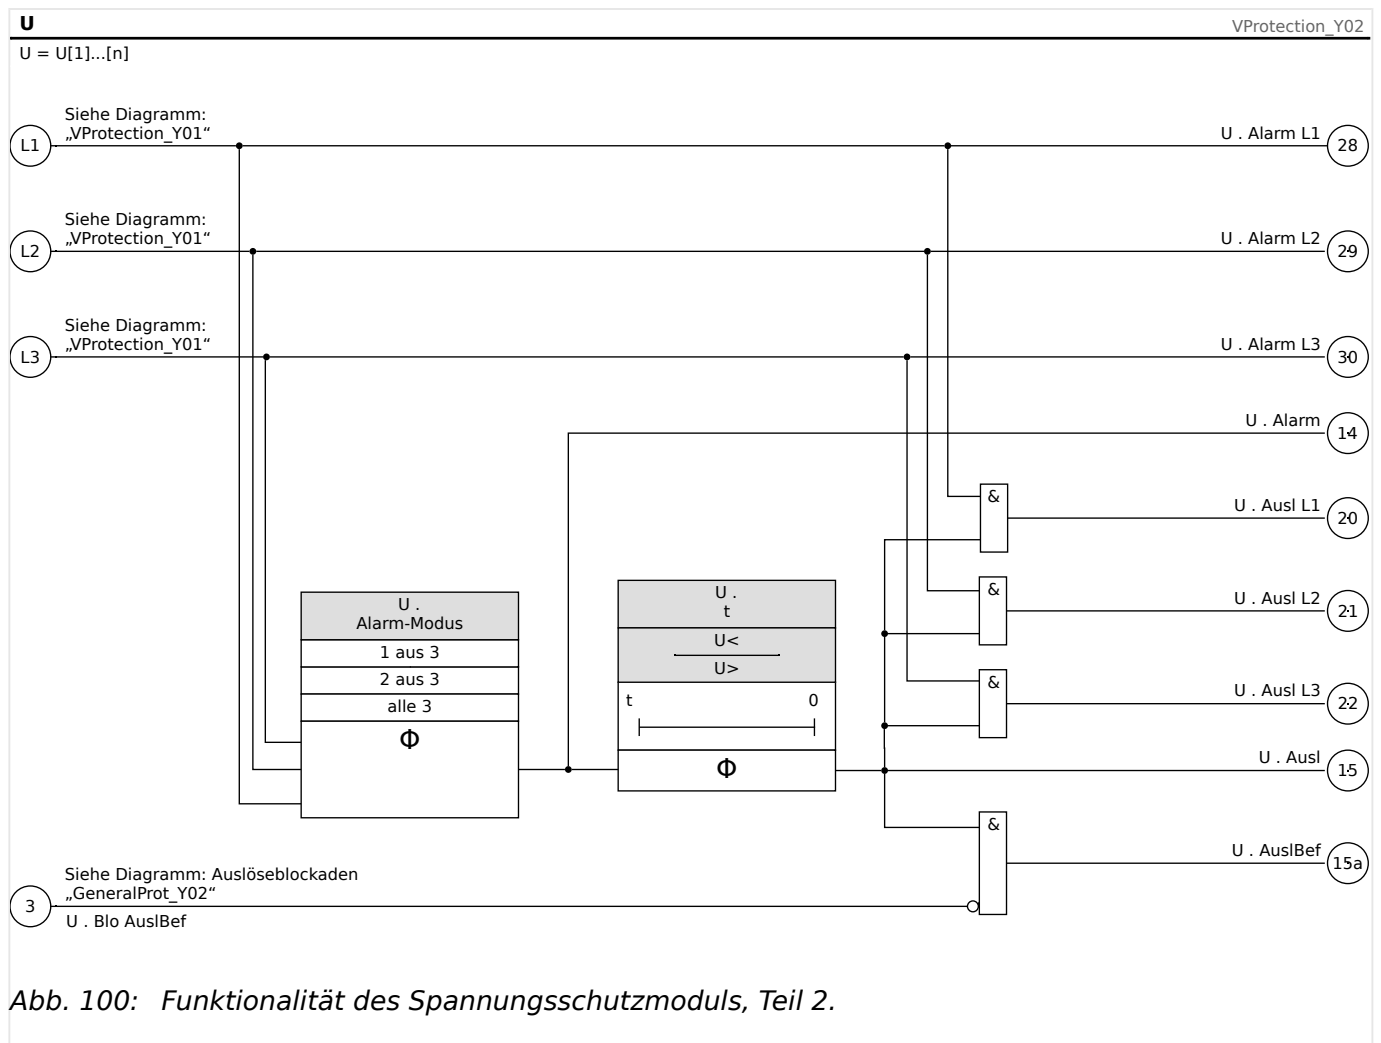 U
VProtection_Y02
U = U[1]...[n]
Siehe Diagramm:
„VProtection_Y01“
L1
U . Alarm L1
28
Siehe Diagramm:
„VProtection_Y01“
L2
U . Alarm L2
29
Siehe Diagramm:
„VProtection_Y01“
L3
U . Alarm L3
30
U . Alarm
14
&
U . Ausl L1
20
&
U . Ausl L2
21
&
U . Ausl L3
22
U .
Alarm-Modus
1 aus 3
2 aus 3
alle 3
Φ
U .
t
U<
U>
t 0
Φ
U . Ausl
15
&
U . AuslBef
15a
Siehe Diagramm: Auslöseblockaden
„GeneralProt_Y02“
3
U . Blo AuslBef
Abb. 100: Funktionalität des Spannungsschutzmoduls, Teil 2.